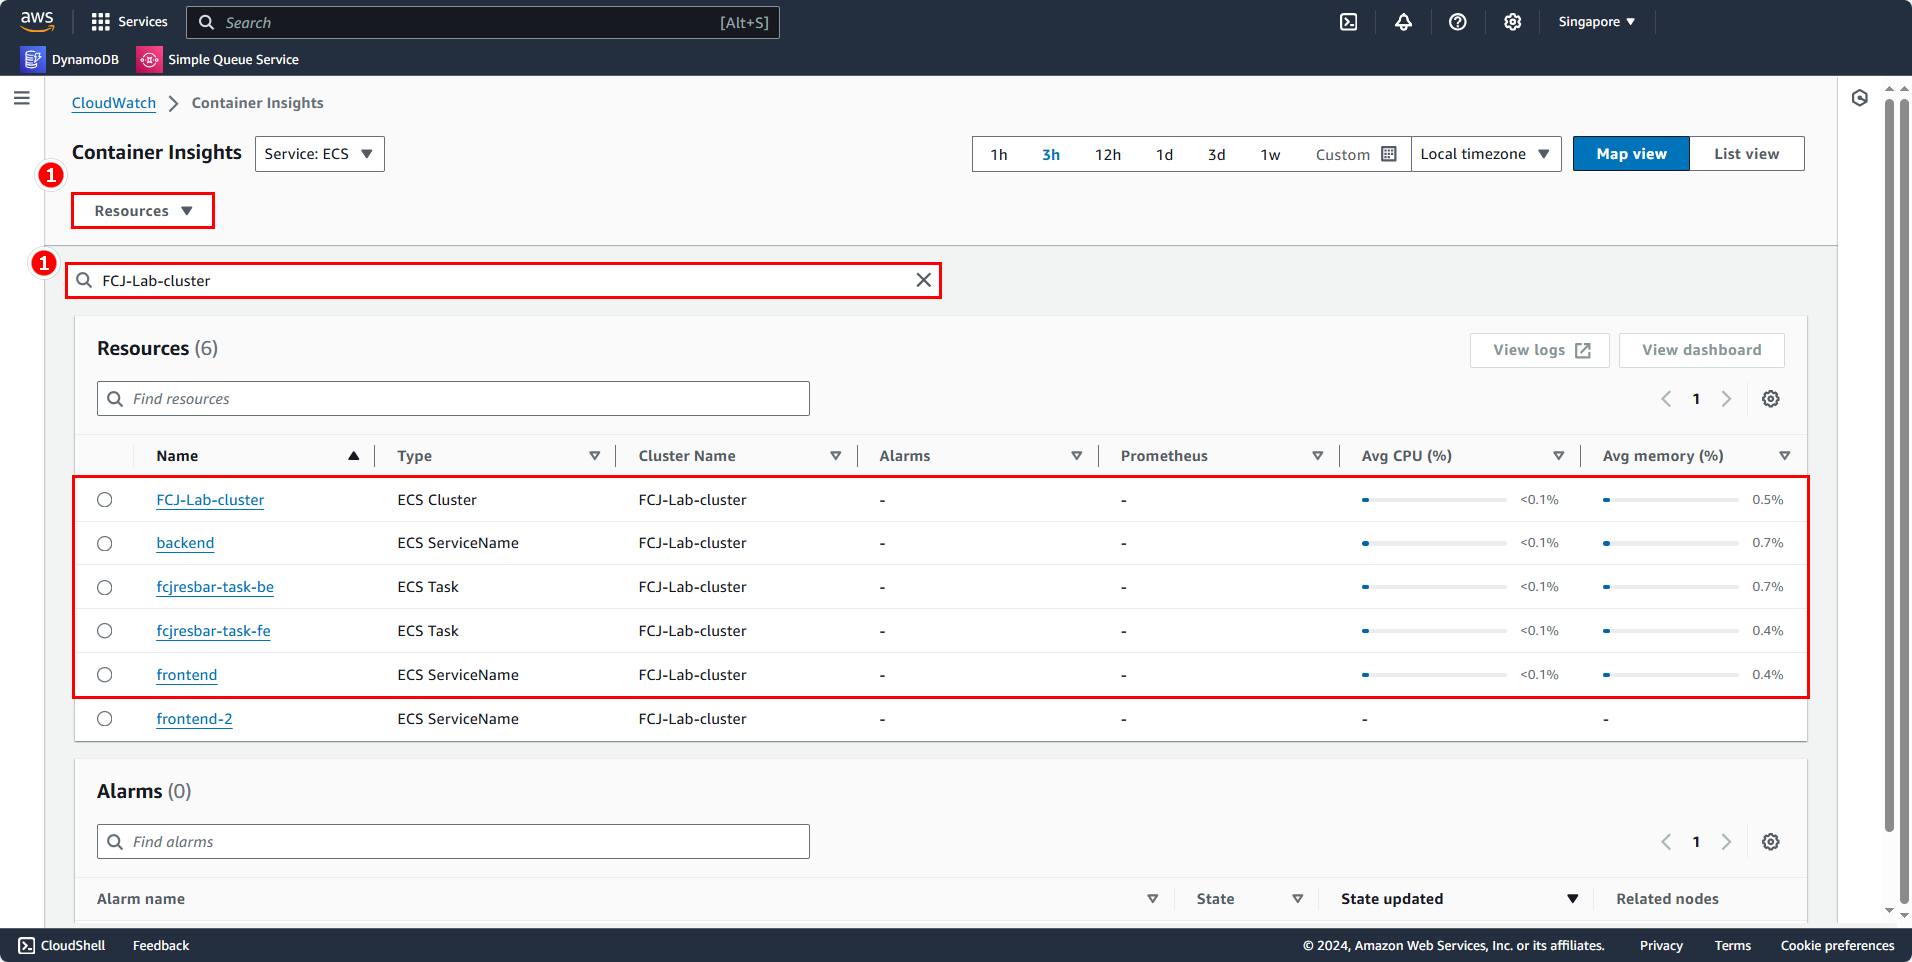 aws Services Search [Alt+S] Singapore ▼
DynamoDB Simple Queue Service
CloudWatch > Container Insights
Container Insights Service: ECS ▼ 1h 3h 12h 1d 3d 1w Custom Local timezone ▼ Map view List view
1
Resources ▼
1
FCJ-Lab-cluster
Resources (6) View logs View dashboard
Find resources 1
Name Type Cluster Name Alarms Prometheus Avg CPU (%) Avg memory (%)
FCJ-Lab-cluster ECS Cluster FCJ-Lab-cluster - - <0.1% 0.5%
backend ECS ServiceName FCJ-Lab-cluster - - <0.1% 0.7%
fcjresbar-task-be ECS Task FCJ-Lab-cluster - - <0.1% 0.7%
fcjresbar-task-fe ECS Task FCJ-Lab-cluster - - <0.1% 0.4%
frontend ECS ServiceName FCJ-Lab-cluster - - <0.1% 0.4%
frontend-2 ECS ServiceName FCJ-Lab-cluster - - - -
Alarms (0)
Find alarms 1
Alarm name State State updated Related nodes
CloudShell Feedback © 2024, Amazon Web Services, Inc. or its affiliates. Privacy Terms Cookie preferences